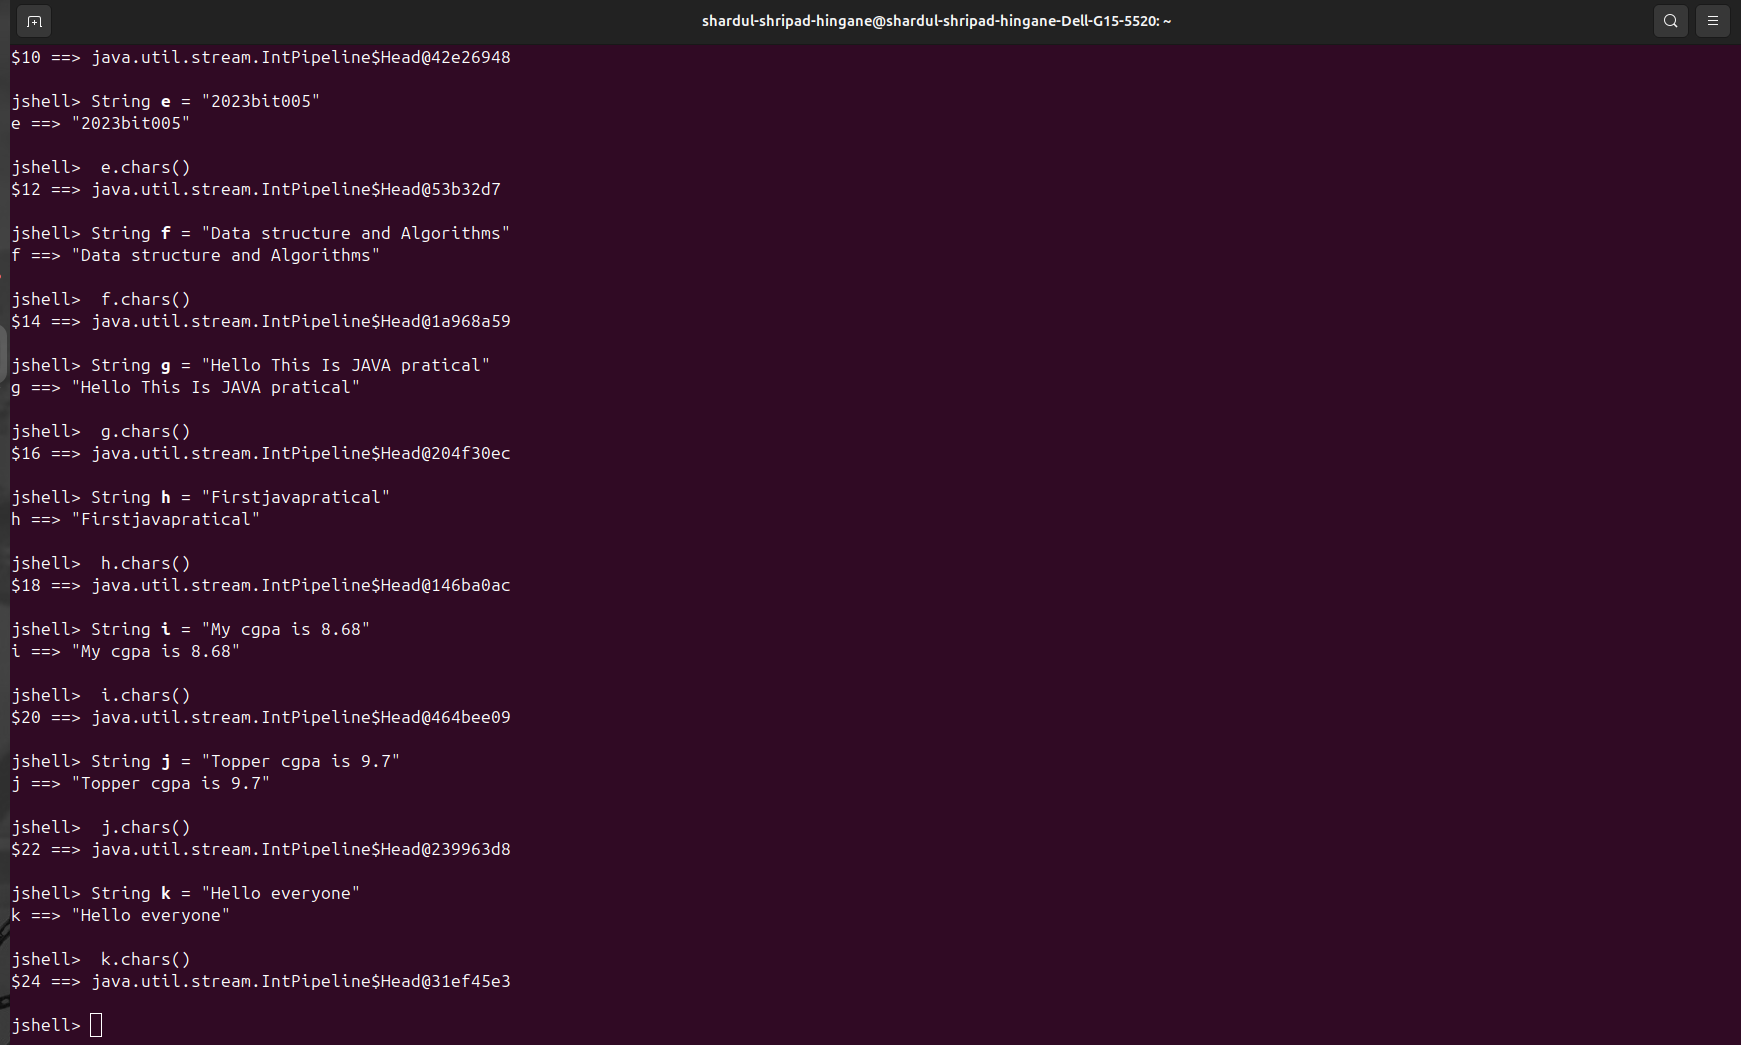 shardul-shripad-hingane@shardul-shripad-hingane-Dell-G15-5520: ~
$10 ==> java.util.stream.IntPipeline$Head@42e26948
jshell> String e = "2023bit005"
e ==> "2023bit005"
jshell>  e.chars()
$12 ==> java.util.stream.IntPipeline$Head@53b32d7
jshell> String f = "Data structure and Algorithms"
f ==> "Data structure and Algorithms"
jshell>  f.chars()
$14 ==> java.util.stream.IntPipeline$Head@1a968a59
jshell> String g = "Hello This Is JAVA pratical"
g ==> "Hello This Is JAVA pratical"
jshell>  g.chars()
$16 ==> java.util.stream.IntPipeline$Head@204f30ec
jshell> String h = "Firstjavapratical"
h ==> "Firstjavapratical"
jshell>  h.chars()
$18 ==> java.util.stream.IntPipeline$Head@146ba0ac
jshell> String i = "My cgpa is 8.68"
i ==> "My cgpa is 8.68"
jshell>  i.chars()
$20 ==> java.util.stream.IntPipeline$Head@464bee09
jshell> String j = "Topper cgpa is 9.7"
j ==> "Topper cgpa is 9.7"
jshell>  j.chars()
$22 ==> java.util.stream.IntPipeline$Head@239963d8
jshell> String k = "Hello everyone"
k ==> "Hello everyone"
jshell>  k.chars()
$24 ==> java.util.stream.IntPipeline$Head@31ef45e3
jshell>